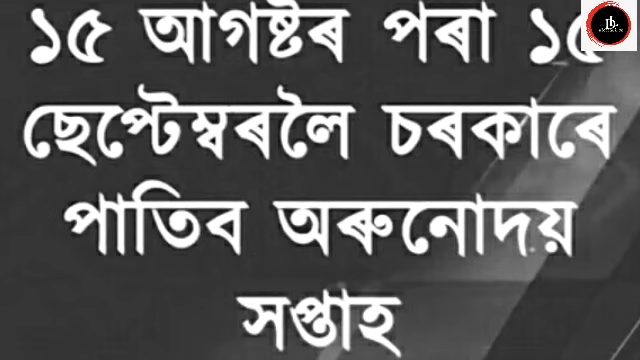 ১৫ আগষ্টৰ পৰা ১৫
ছেপ্টেম্বৰলৈ চৰকাৰে
পাতিব অৰুনোদয়
সপ্তাহ